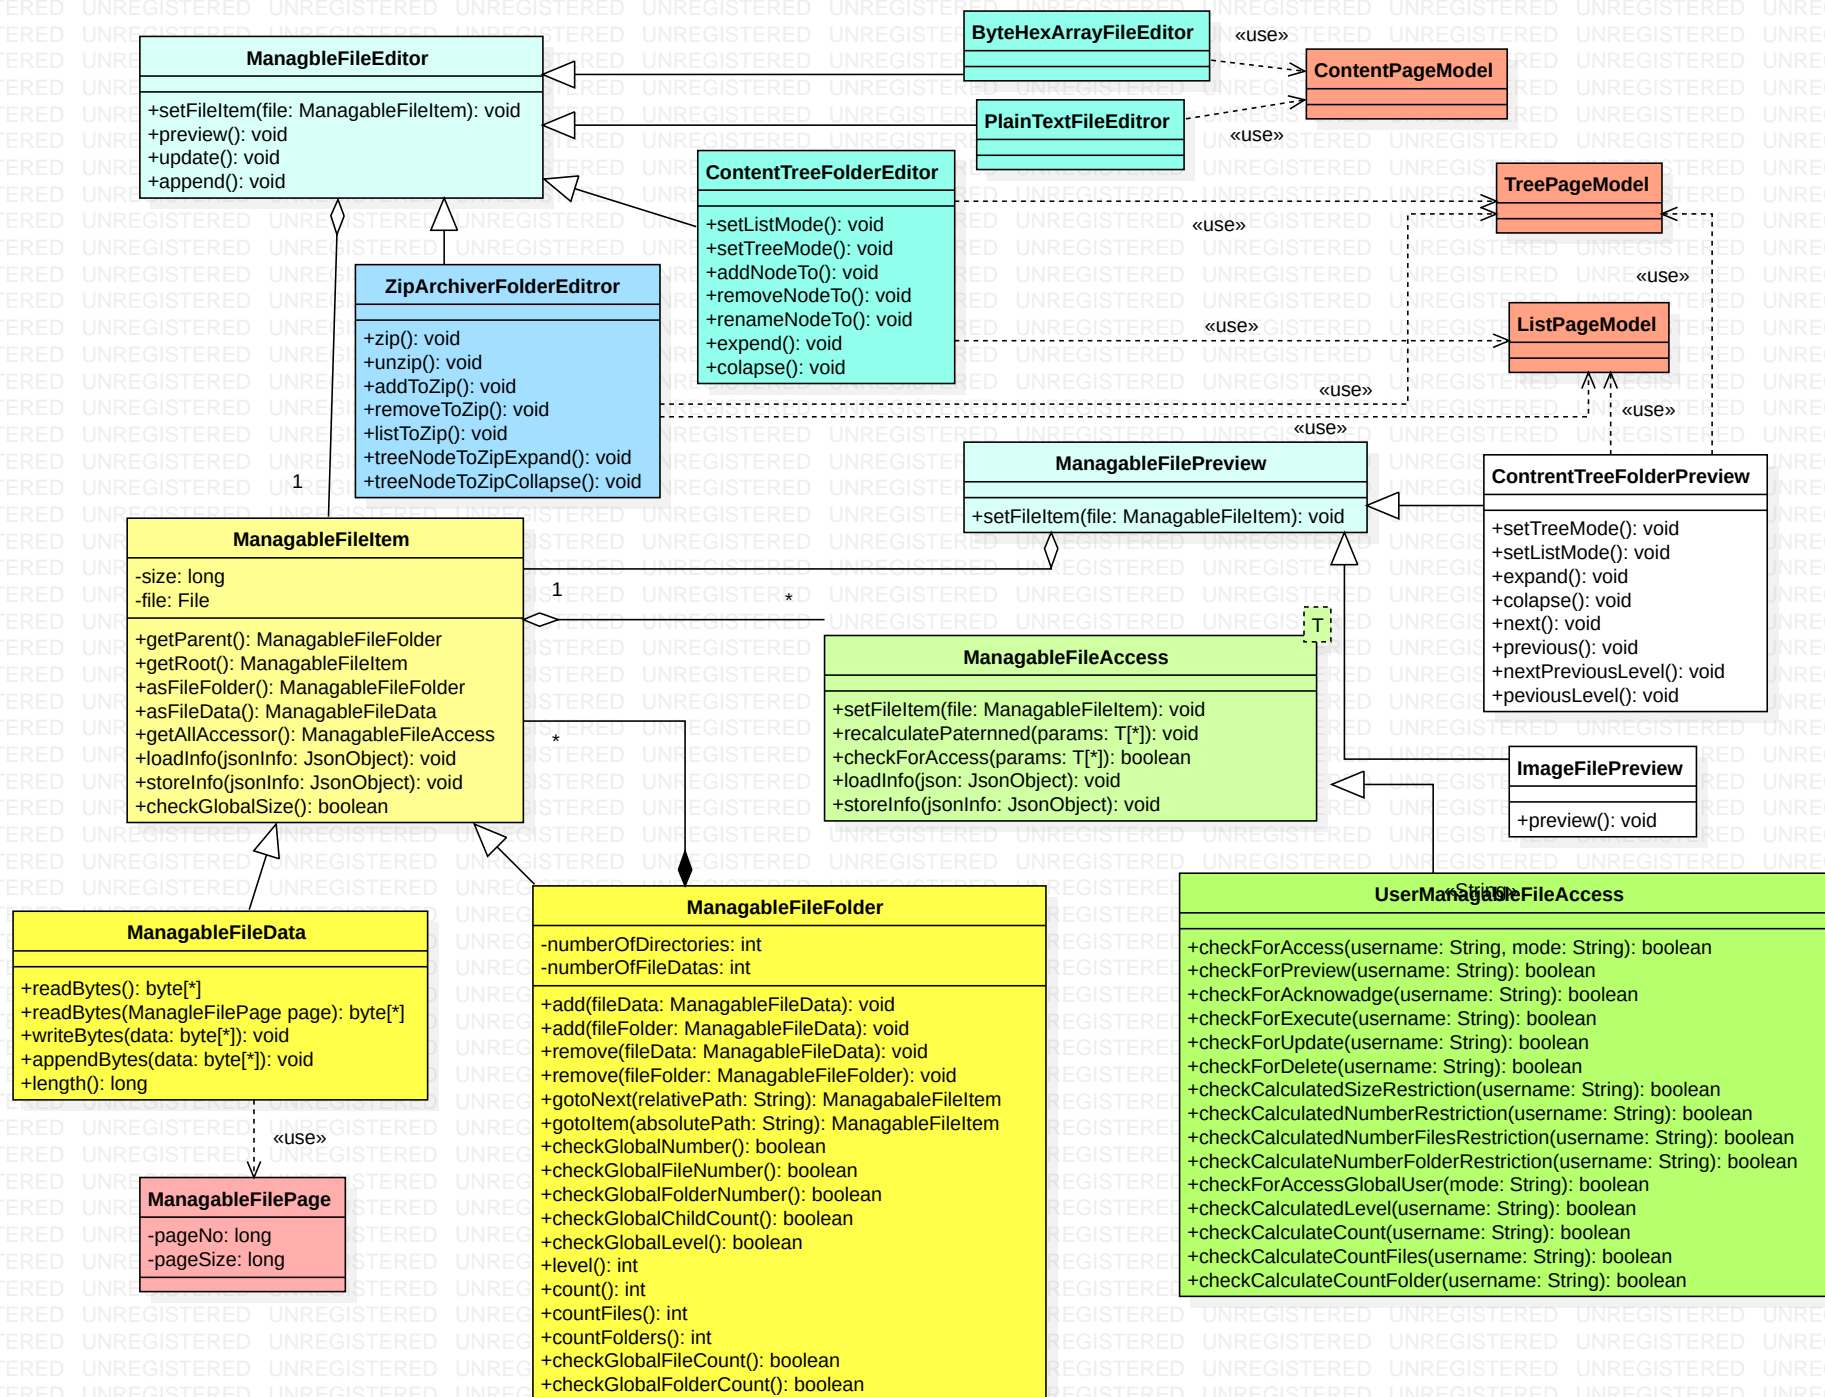 ManagbleFileEditor
+setFileItem(file: ManagableFileItem): void
+preview(): void
+update(): void
+append(): void
ByteHexArrayFileEditor
«use»
ContentPageModel
PlainTextFileEditror
«use»
ContentTreeFolderEditor
+setListMode(): void
+setTreeMode(): void
+addNodeTo(): void
+removeNodeTo(): void
+renameNodeTo(): void
+expend(): void
+colapse(): void
TreePageModel
«use»
«use»
ListPageModel
«use»
«use»
«use»
«use»
ZipArchiverFolderEditror
+zip(): void
+unzip(): void
+addToZip(): void
+removeToZip(): void
+listToZip(): void
+treeNodeToZipExpand(): void
+treeNodeToZipCollapse(): void
1
ManagableFilePreview
+setFileItem(file: ManagableFileItem): void
ContrentTreeFolderPreview
+setTreeMode(): void
+setListMode(): void
+expand(): void
+colapse(): void
+next(): void
+previous(): void
+nextPreviousLevel(): void
+peviousLevel(): void
ManagableFileItem
-size: long
-file: File
+getParent(): ManagableFileFolder
+getRoot(): ManagableFileItem
+asFileFolder(): ManagableFileFolder
+asFileData(): ManagableFileData
+getAllAccessor(): ManagableFileAccess
+loadInfo(jsonInfo: JsonObject): void
+storeInfo(jsonInfo: JsonObject): void
+checkGlobalSize(): boolean
1
*
*
T
ManagableFileAccess
+setFileItem(file: ManagableFileItem): void
+recalculatePaternned(params: T[*]): void
+checkForAccess(params: T[*]): boolean
+loadInfo(json: JsonObject): void
+storeInfo(jsonInfo: JsonObject): void
ImageFilePreview
+preview(): void
ManagableFileData
+readBytes(): byte[*]
+readBytes(ManagleFilePage page): byte[*]
+writeBytes(data: byte[*]): void
+appendBytes(data: byte[*]): void
+length(): long
«use»
ManagableFilePage
-pageNo: long
-pageSize: long
ManagableFileFolder
-numberOfDirectories: int
-numberOfFileDatas: int
+add(fileData: ManagableFileData): void
+add(fileFolder: ManagableFileData): void
+remove(fileData: ManagableFileData): void
+remove(fileFolder: ManagableFileFolder): void
+gotoNext(relativePath: String): ManagabaleFileItem
+gotoItem(absolutePath: String): ManagableFileItem
+checkGlobalNumber(): boolean
+checkGlobalFileNumber(): boolean
+checkGlobalFolderNumber(): boolean
+checkGlobalChildCount(): boolean
+checkGlobalLevel(): boolean
+level(): int
+count(): int
+countFiles(): int
+countFolders(): int
+checkGlobalFileCount(): boolean
+checkGlobalFolderCount(): boolean
«String»
UserManagableFileAccess
+checkForAccess(username: String, mode: String): boolean
+checkForPreview(username: String): boolean
+checkForAcknowadge(username: String): boolean
+checkForExecute(username: String): boolean
+checkForUpdate(username: String): boolean
+checkForDelete(username: String): boolean
+checkCalculatedSizeRestriction(username: String): boolean
+checkCalculatedNumberRestriction(username: String): boolean
+checkCalculatedNumberFilesRestriction(username: String): boolean
+checkCalculateNumberFolderRestriction(username: String): boolean
+checkForAccessGlobalUser(mode: String): boolean
+checkCalculatedLevel(username: String): boolean
+checkCalculateCount(username: String): boolean
+checkCalculateCountFiles(username: String): boolean
+checkCalculateCountFolder(username: String): boolean